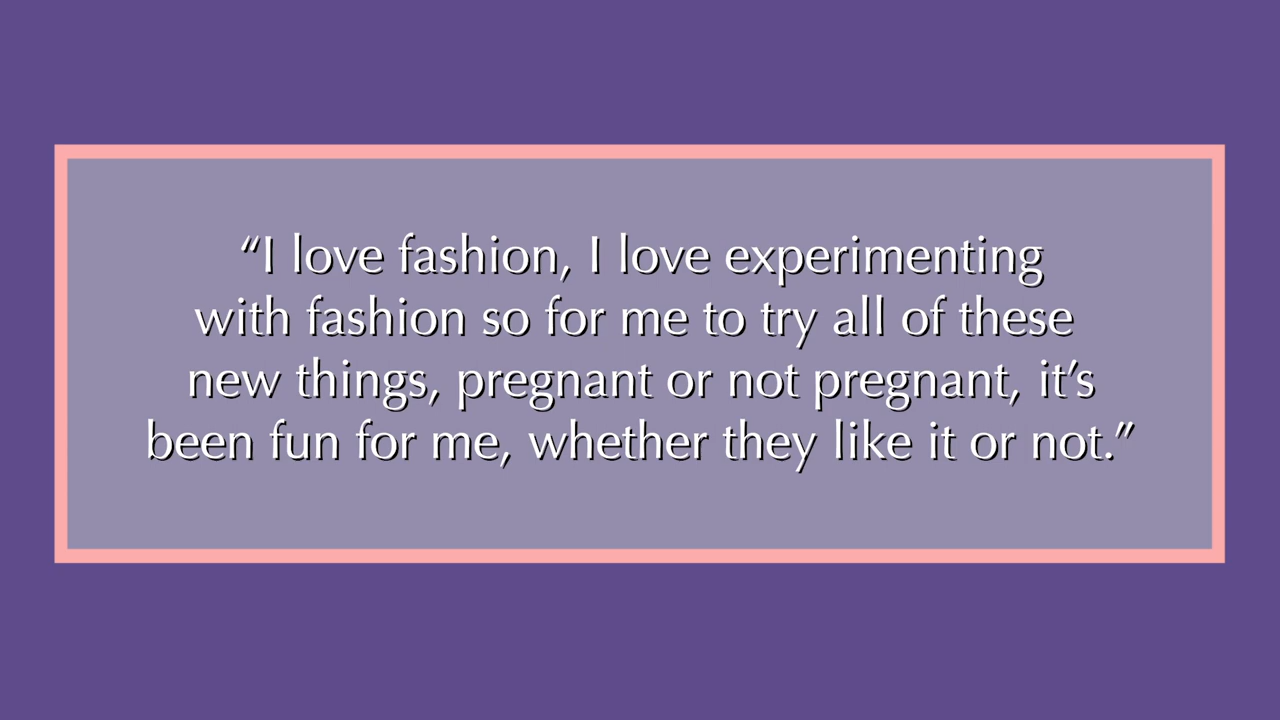 “I love fashion, I love experimenting
with fashion so for me to try all of these
new things, pregnant or not pregnant, it’s
been fun for me, whether they like it or not.”